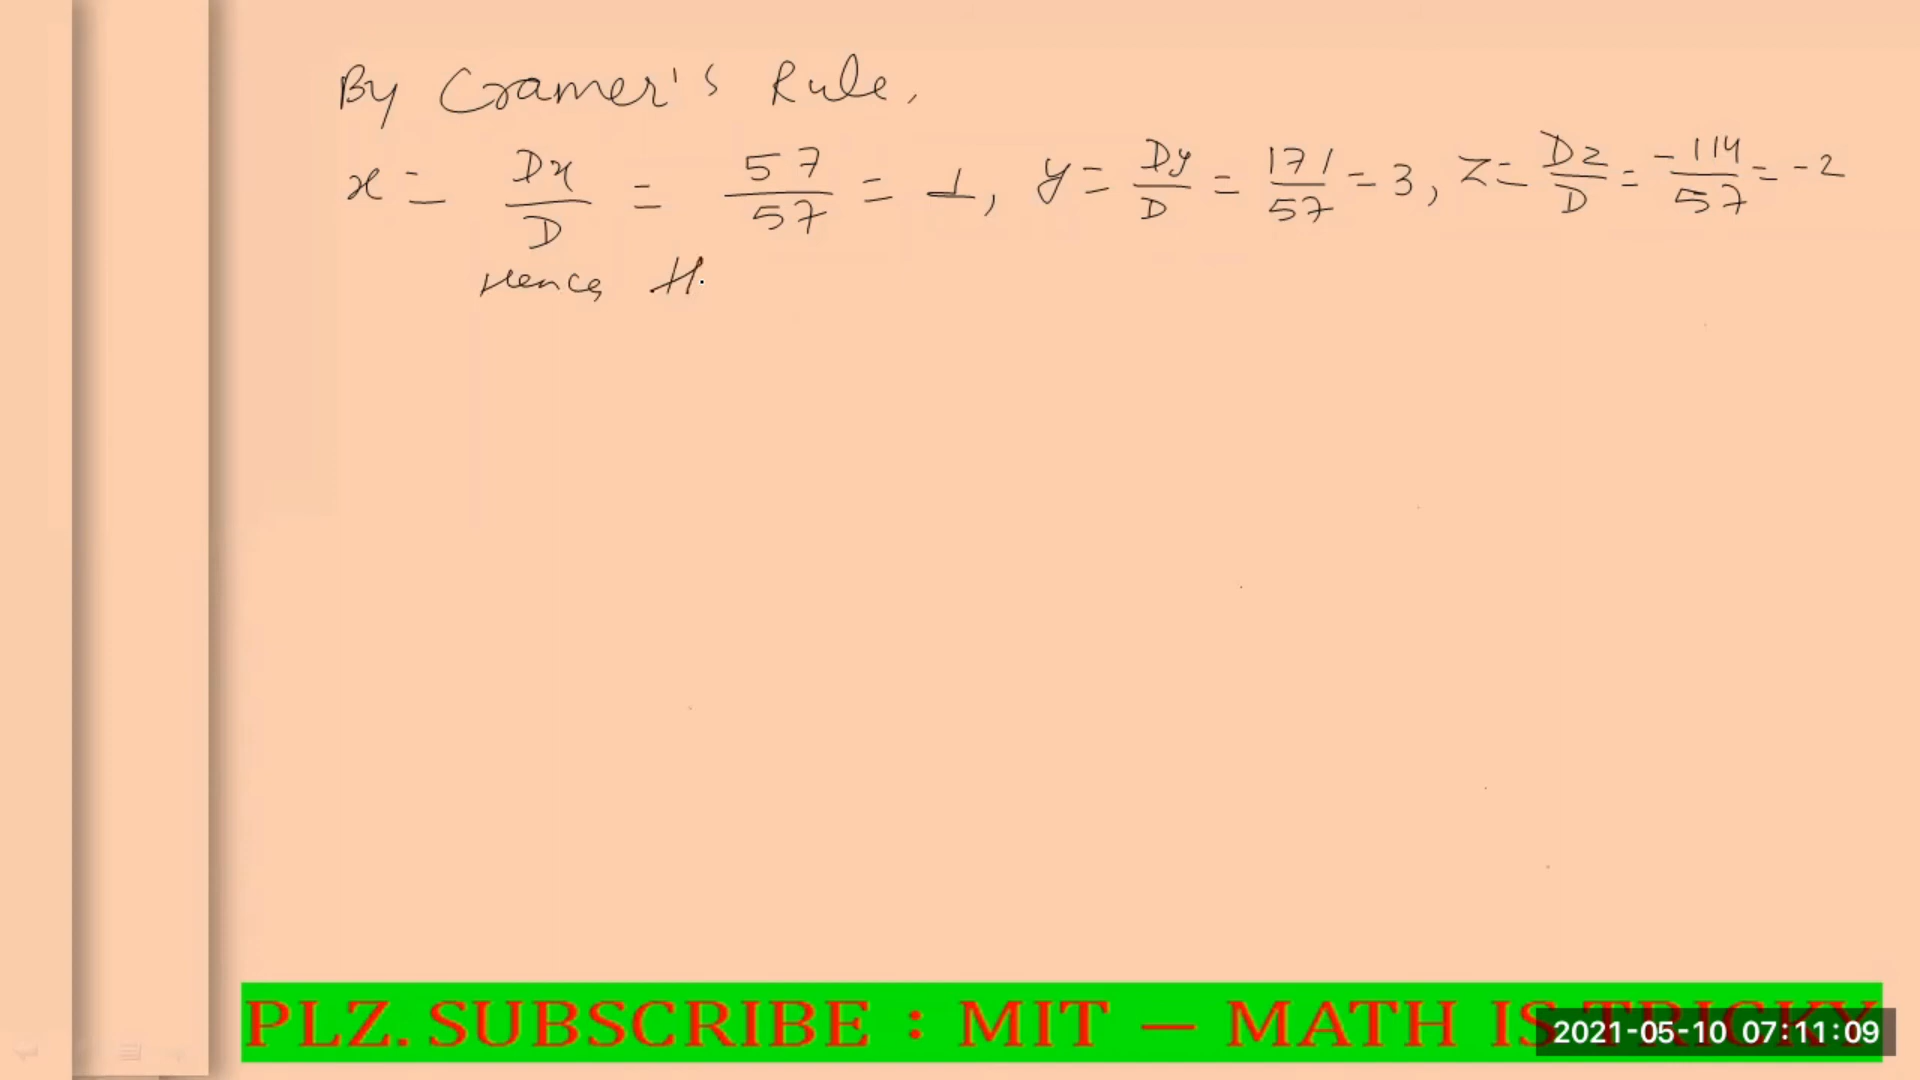 By Cramer's Rule,
x = Dx/D = 57/57 = 1, y = Dy/D = 171/57 = 3, z = Dz/D = -114/57 = -2
Hence
PLZ. SUBSCRIBE : MIT – MATH IS TRICKY
2021-05-10 07:11:09